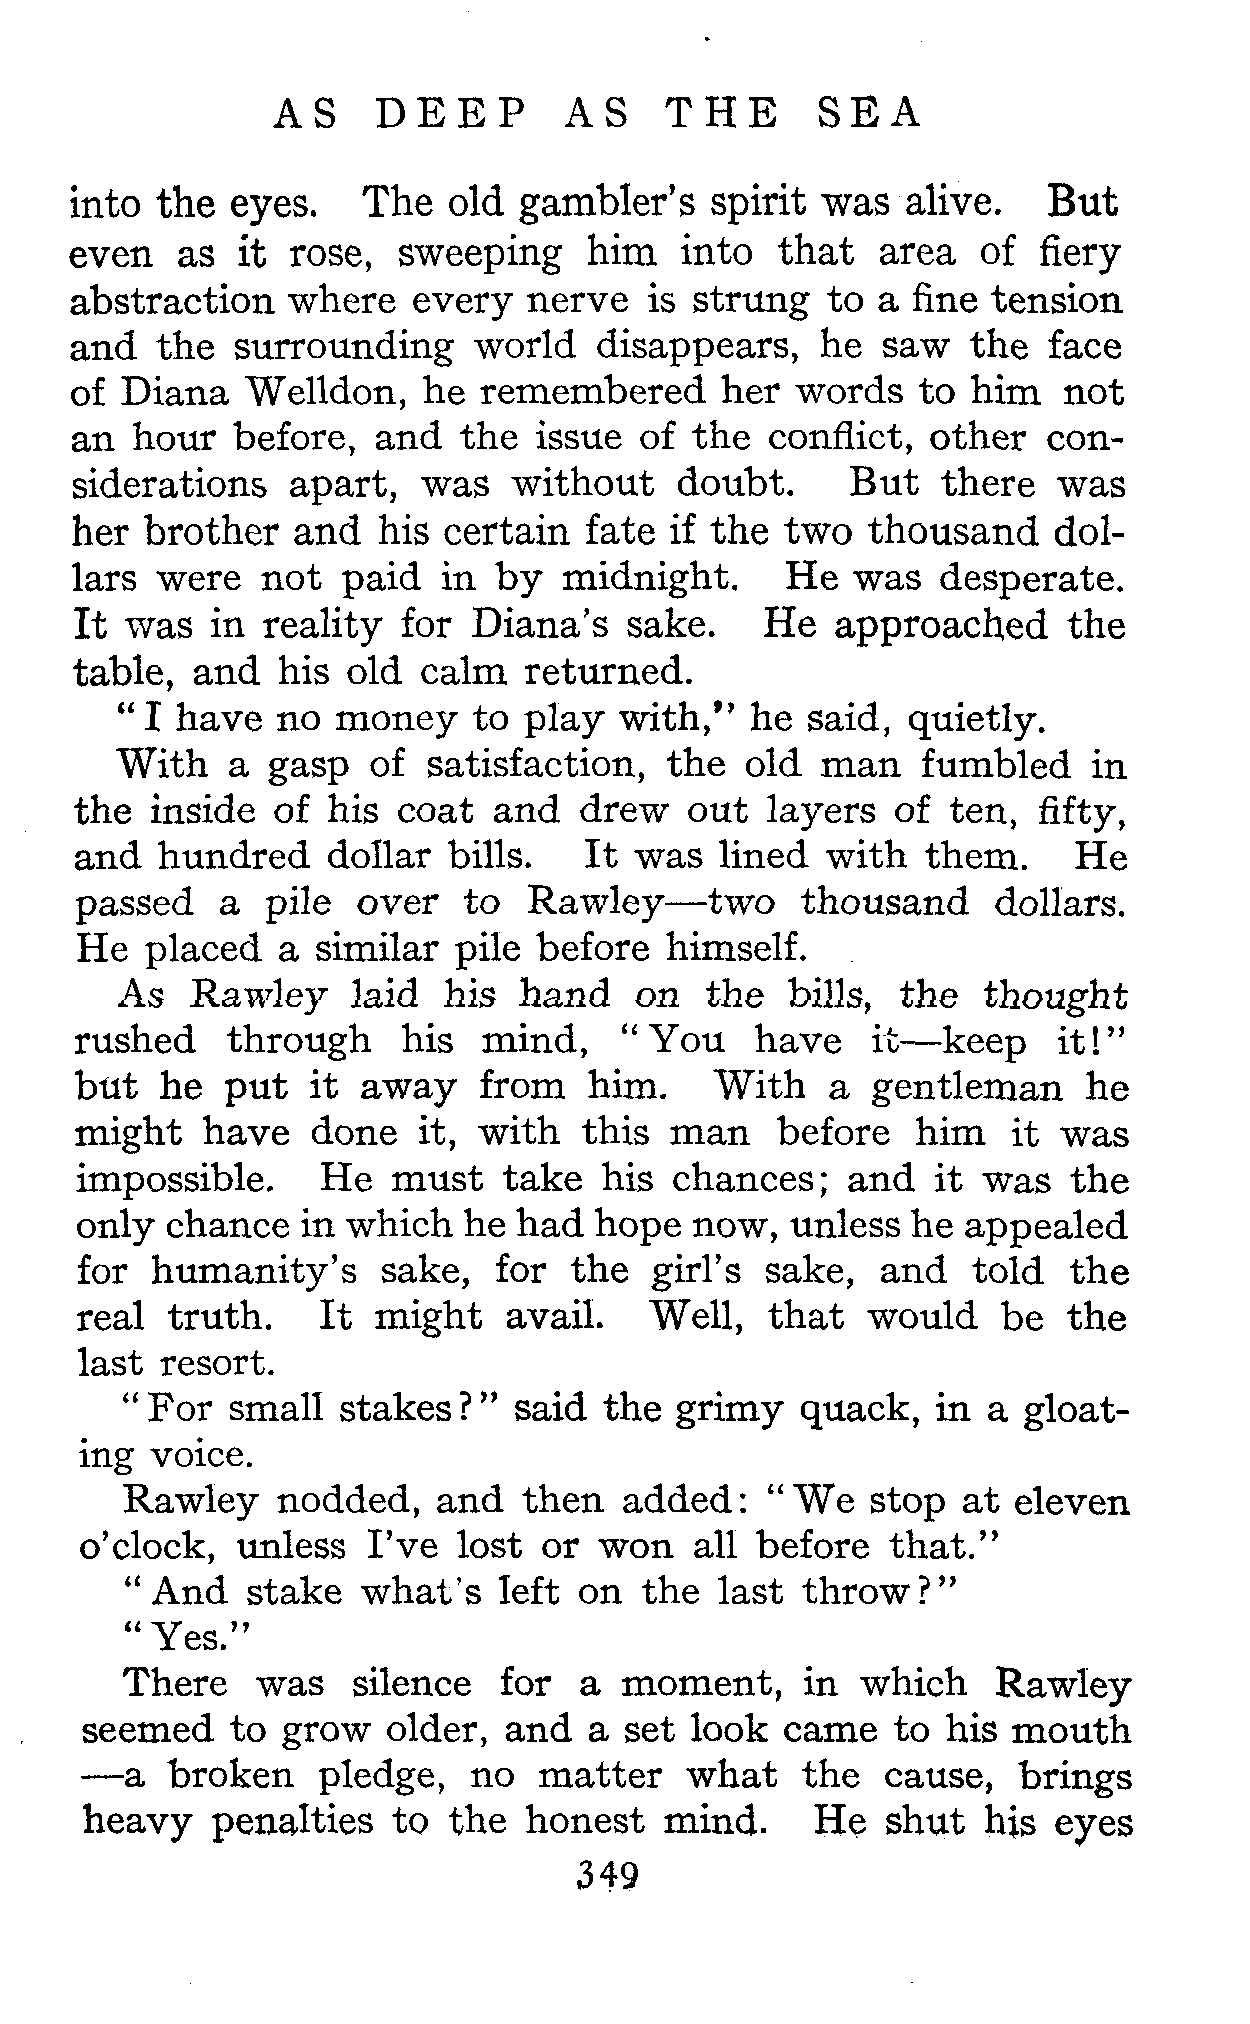 AS DEEP AS THE SEA
into the eyes. The old gambler's spirit was alive. But
even as it rose, sweeping him into that area of fiery
abstraction where every nerve is strung to a fine tension
and the surrounding world disappears, he saw the face
of Diana Welldon, he remembered her words to him not
an hour before, and the issue of the conflict, other con-
siderations apart, was without doubt. But there was
her brother and his certain fate if the two thousand dol-
lars were not paid in by midnight. He was desperate.
It was in reality for Diana's sake. He approached the
table, and his old calm returned.
"I have no money to play with," he said, quietly.
With a gasp of satisfaction, the old man fumbled in
the inside of his coat and drew out layers of ten, fifty,
and hundred dollar bills. It was lined with them. He
passed a pile over to Rawley—two thousand dollars.
He placed a similar pile before himself.
As Rawley laid his hand on the bills, the thought
rushed through his mind, "You have it—keep it!"
but he put it away from him. With a gentleman he
might have done it, with this man before him it was
impossible. He must take his chances; and it was the
only chance in which he had hope now, unless he appealed
for humanity's sake, for the girl's sake, and told the
real truth. It might avail. Well, that would be the
last resort.
"For small stakes?" said the grimy quack, in a gloat-
ing voice.
Rawley nodded, and then added: "We stop at eleven
o'clock, unless I've lost or won all before that."
"And stake what's left on the last throw?"
"Yes."
There was silence for a moment, in which Rawley
seemed to grow older, and a set look came to his mouth
—a broken pledge, no matter what the cause, brings
heavy penalties to the honest mind. He shut his eyes
349